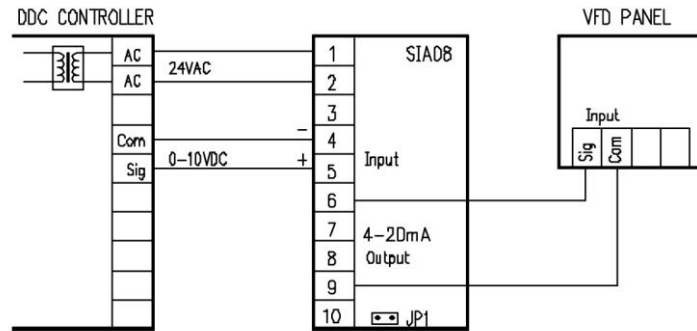 DDC CONTROLLER
VFD PANEL
AC
AC
24VAC
Com
-
Sig
0-10VDC
+
1
2
3
4
5
6
7
8
9
10
SIA08
Input
4-20mA
Output
JP1
Input
Sig
Com